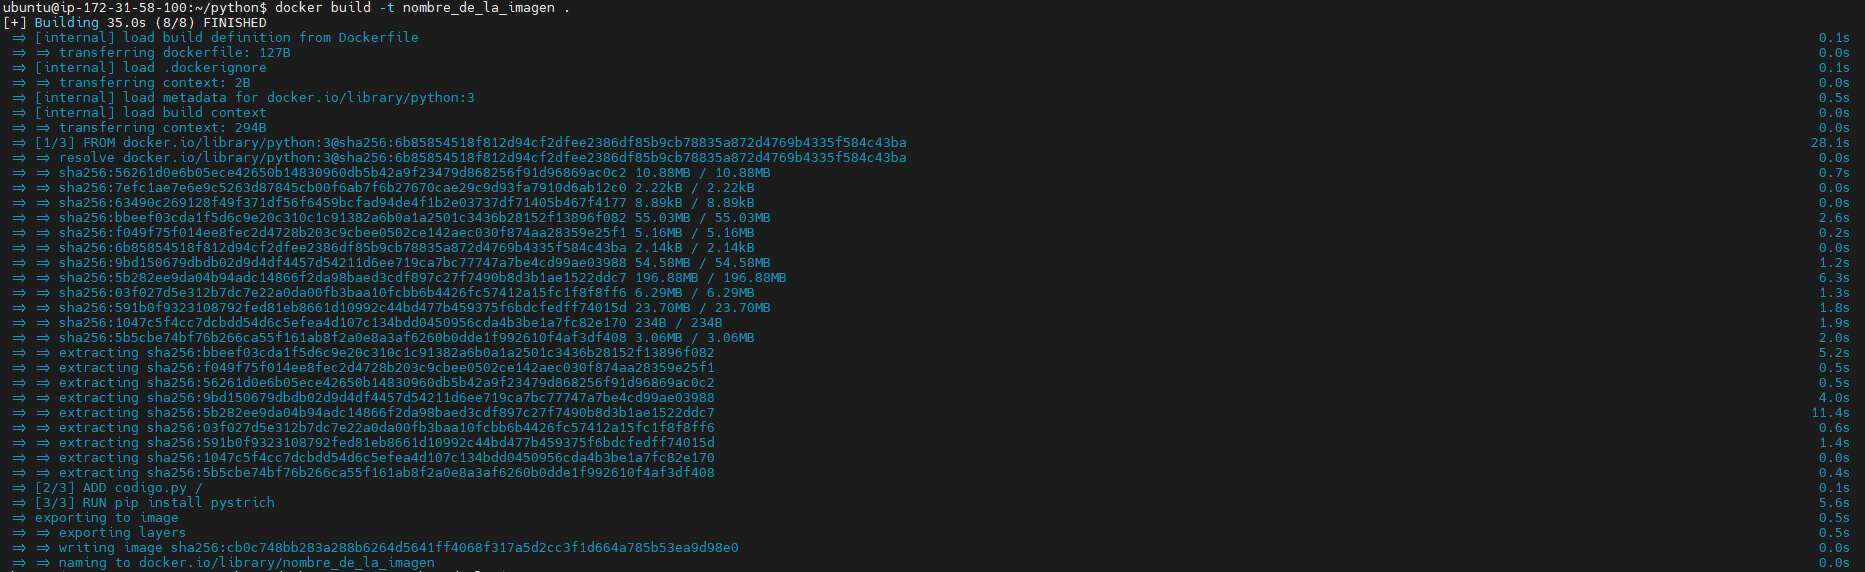 ubuntu@ip-172-31-58-100:~/python$ docker build -t nombre_de_la_imagen .
[+] Building 35.0s (8/8) FINISHED
=> [internal] load build definition from Dockerfile 0.1s
=> => transferring dockerfile: 127B 0.0s
=> [internal] load .dockerignore 0.1s
=> => transferring context: 2B 0.0s
=> [internal] load metadata for docker.io/library/python:3 0.5s
=> [internal] load build context 0.0s
=> => transferring context: 294B 0.0s
=> [1/3] FROM docker.io/library/python:3@sha256:6b85854518f812d94cf2dfee2386df85b9cb78835a872d4769b4335f584c43ba 28.1s
=> => resolve docker.io/library/python:3@sha256:6b85854518f812d94cf2dfee2386df85b9cb78835a872d4769b4335f584c43ba 0.0s
=> => sha256:56261d0e6b05ece42650b14830960db5b42a9f23479d868256f91d96869ac0c2 10.88MB / 10.88MB 0.7s
=> => sha256:7efc1ae7e6e9c5263d87845cb00f6ab7f6b27670cae29c9d93fa7910d6ab12c0 2.22kB / 2.22kB 0.0s
=> => sha256:63490c269128f49f371df56f6459bcfad94de4f1b2e03737df71405b467f4177 8.89kB / 8.89kB 0.0s
=> => sha256:bbeef03cda1f5d6c9e20c310c1c91382a6b0a1a2501c3436b28152f13896f082 55.03MB / 55.03MB 2.6s
=> => sha256:f049f75f014ee8fec2d4728b203c9cbee0502ce142aec030f874aa28359e25f1 5.16MB / 5.16MB 0.2s
=> => sha256:6b85854518f812d94cf2dfee2386df85b9cb78835a872d4769b4335f584c43ba 2.14kB / 2.14kB 0.0s
=> => sha256:9bd150679dbdb02d9d4df4457d54211d6ee719ca7bc77747a7be4cd99ae03988 54.58MB / 54.58MB 1.2s
=> => sha256:5b282ee9da04b94adc14866f2da98baed3cdf897c27f7490b8d3b1ae1522ddc7 196.88MB / 196.88MB 6.3s
=> => sha256:03f027d5e312b7dc7e22a0da00fb3baa10fcbb6b4426fc57412a15fc1f8f8ff6 6.29MB / 6.29MB 1.3s
=> => sha256:591b0f9323108792fed81eb8661d10992c44bd477b459375f6bdcfedff74015d 23.70MB / 23.70MB 1.8s
=> => sha256:1047c5f4cc7dcbdd54d6c5efea4d107c134bdd0450956cda4b3be1a7fc82e170 234B / 234B 1.9s
=> => sha256:5b5cbe74bf76b266ca55f161ab8f2a0e8a3af6260b0dde1f992610f4af3df408 3.06MB / 3.06MB 2.0s
=> => extracting sha256:bbeef03cda1f5d6c9e20c310c1c91382a6b0a1a2501c3436b28152f13896f082 5.2s
=> => extracting sha256:f049f75f014ee8fec2d4728b203c9cbee0502ce142aec030f874aa28359e25f1 0.5s
=> => extracting sha256:56261d0e6b05ece42650b14830960db5b42a9f23479d868256f91d96869ac0c2 0.5s
=> => extracting sha256:9bd150679dbdb02d9d4df4457d54211d6ee719ca7bc77747a7be4cd99ae03988 4.0s
=> => extracting sha256:5b282ee9da04b94adc14866f2da98baed3cdf897c27f7490b8d3b1ae1522ddc7 11.4s
=> => extracting sha256:03f027d5e312b7dc7e22a0da00fb3baa10fcbb6b4426fc57412a15fc1f8f8ff6 0.6s
=> => extracting sha256:591b0f9323108792fed81eb8661d10992c44bd477b459375f6bdcfedff74015d 1.4s
=> => extracting sha256:1047c5f4cc7dcbdd54d6c5efea4d107c134bdd0450956cda4b3be1a7fc82e170 0.0s
=> => extracting sha256:5b5cbe74bf76b266ca55f161ab8f2a0e8a3af6260b0dde1f992610f4af3df408 0.4s
=> [2/3] ADD codigo.py / 0.1s
=> [3/3] RUN pip install pystrich 5.6s
=> exporting to image 0.5s
=> => exporting layers 0.5s
=> => writing image sha256:cb0c748bb283a288b6264d5641ff4068f317a5d2cc3f1d664a785b53ea9d98e0 0.0s
=> => naming to docker.io/library/nombre_de_la_imagen 0.0s